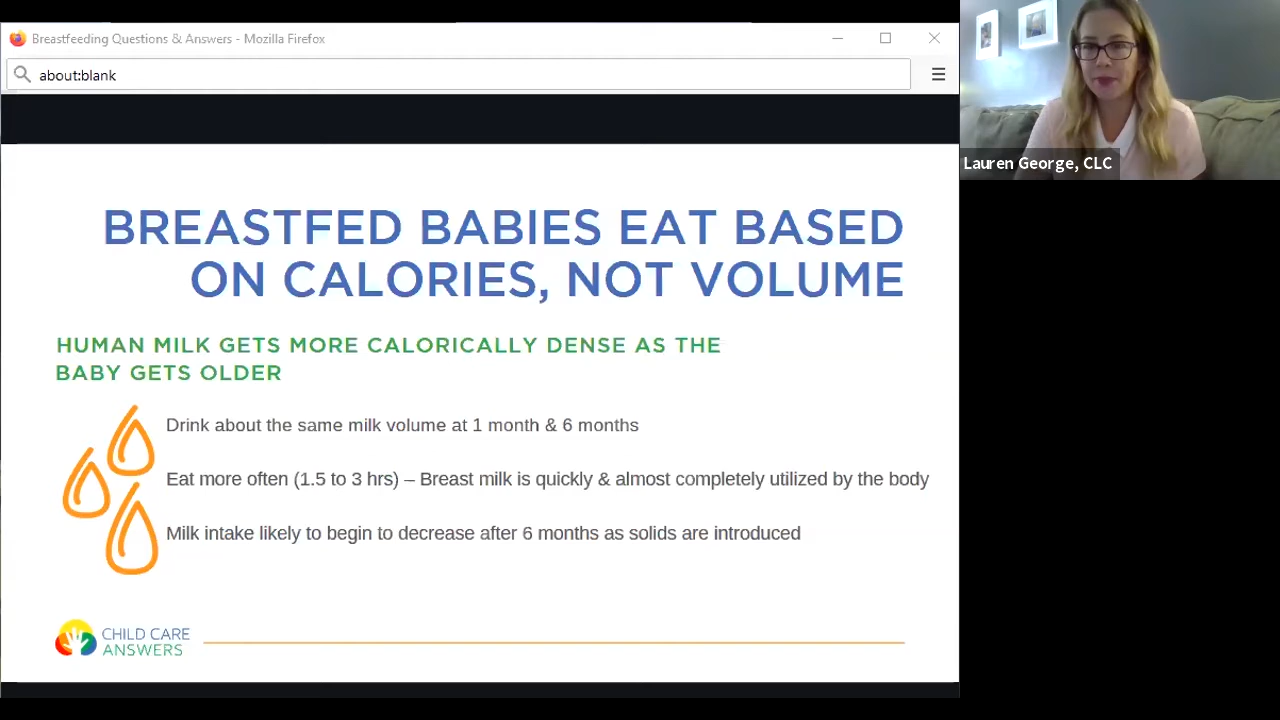 Breastfeeding Questions & Answers - Mozilla Firefox
about:blank
Lauren George, CLC
BREASTFED BABIES EAT BASED
ON CALORIES, NOT VOLUME
HUMAN MILK GETS MORE CALORICALLY DENSE AS THE
BABY GETS OLDER
Drink about the same milk volume at 1 month & 6 months
Eat more often (1.5 to 3 hrs) – Breast milk is quickly & almost completely utilized by the body
Milk intake likely to begin to decrease after 6 months as solids are introduced
CHILD CARE
ANSWERS